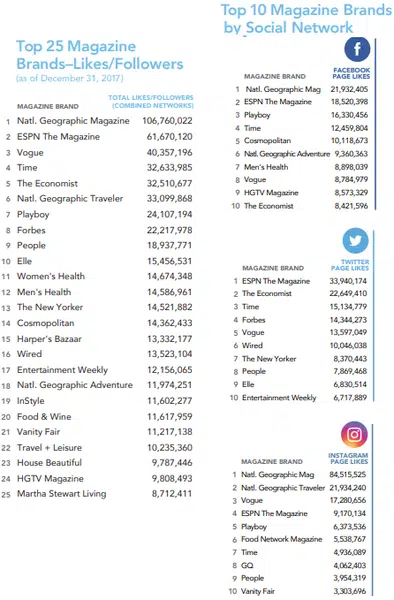 Top 25 Magazine
Brands–Likes/Followers
(as of December 31, 2017)
MAGAZINE BRAND TOTAL LIKES/FOLLOWERS
(COMBINED NETWORKS)
1 Natl. Geographic Magazine 106,760,022
2 ESPN The Magazine 61,670,120
3 Vogue 40,357,196
4 Time 32,633,985
5 The Economist 32,510,677
6 Natl. Geographic Traveler 33,099,868
7 Playboy 24,107,194
8 Forbes 22,217,978
9 People 18,937,771
10 Elle 15,456,531
11 Women's Health 14,674,348
12 Men's Health 14,586,961
13 The New Yorker 14,521,882
14 Cosmopolitan 14,362,433
15 Harper's Bazaar 13,332,177
16 Wired 13,523,104
17 Entertainment Weekly 12,156,065
18 Natl. Geographic Adventure 11,974,251
19 InStyle 11,602,277
20 Food & Wine 11,617,959
21 Vanity Fair 11,217,138
22 Travel + Leisure 10,235,360
23 House Beautiful 9,787,446
24 HGTV Magazine 9,808,493
25 Martha Stewart Living 8,712,411
Top 10 Magazine Brands
by Social Network
MAGAZINE BRAND FACEBOOK
PAGE LIKES
1 Natl. Geographic Mag 21,932,405
2 ESPN The Magazine 18,520,398
3 Playboy 16,330,456
4 Time 12,459,804
5 Cosmopolitan 10,118,673
6 Natl. Geographic Adventure 9,360,363
7 Men's Health 8,898,039
8 Vogue 8,784,979
9 HGTV Magazine 8,573,329
10 The Economist 8,421,596
MAGAZINE BRAND TWITTER
PAGE LIKES
1 ESPN The Magazine 33,940,174
2 The Economist 22,649,410
3 Time 15,134,779
4 Forbes 14,344,273
5 Vogue 13,597,049
6 Wired 10,046,038
7 The New Yorker 8,370,443
8 People 7,869,468
9 Elle 6,830,514
10 Entertainment Weekly 6,717,889
MAGAZINE BRAND INSTAGRAM
PAGE LIKES
1 Natl. Geographic Mag 84,515,525
2 Natl. Geographic Traveler 21,934,240
3 Vogue 17,280,656
4 ESPN The Magazine 9,170,134
5 Playboy 6,373,536
6 Food Network Magazine 5,538,767
7 Time 4,936,089
8 GQ 4,062,403
9 People 3,954,319
10 Vanity Fair 3,303,696